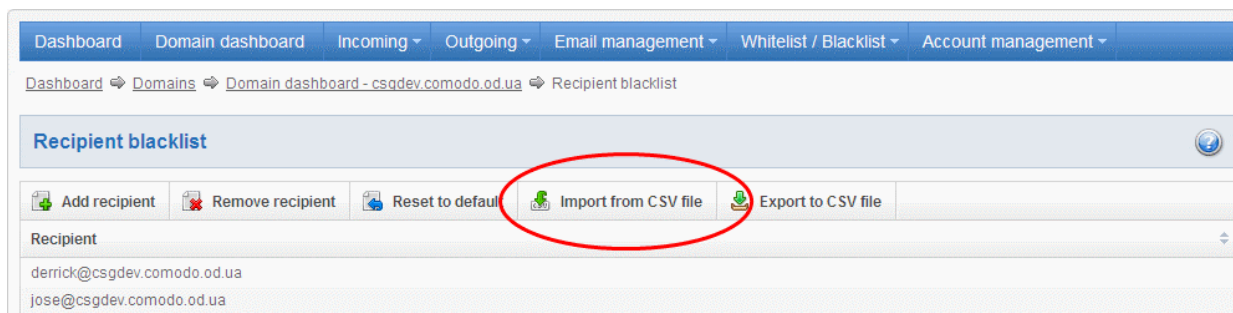 Dashboard Domain dashboard Incoming Outgoing Email management Whitelist / Blacklist Account management
Dashboard Domains Domain dashboard - csgdev.comodo.od.ua Recipient blacklist
Recipient blacklist
Add recipient Remove recipient Reset to default Import from CSV file Export to CSV file
Recipient
derrick@csgdev.comodo.od.ua
jose@csgdev.comodo.od.ua